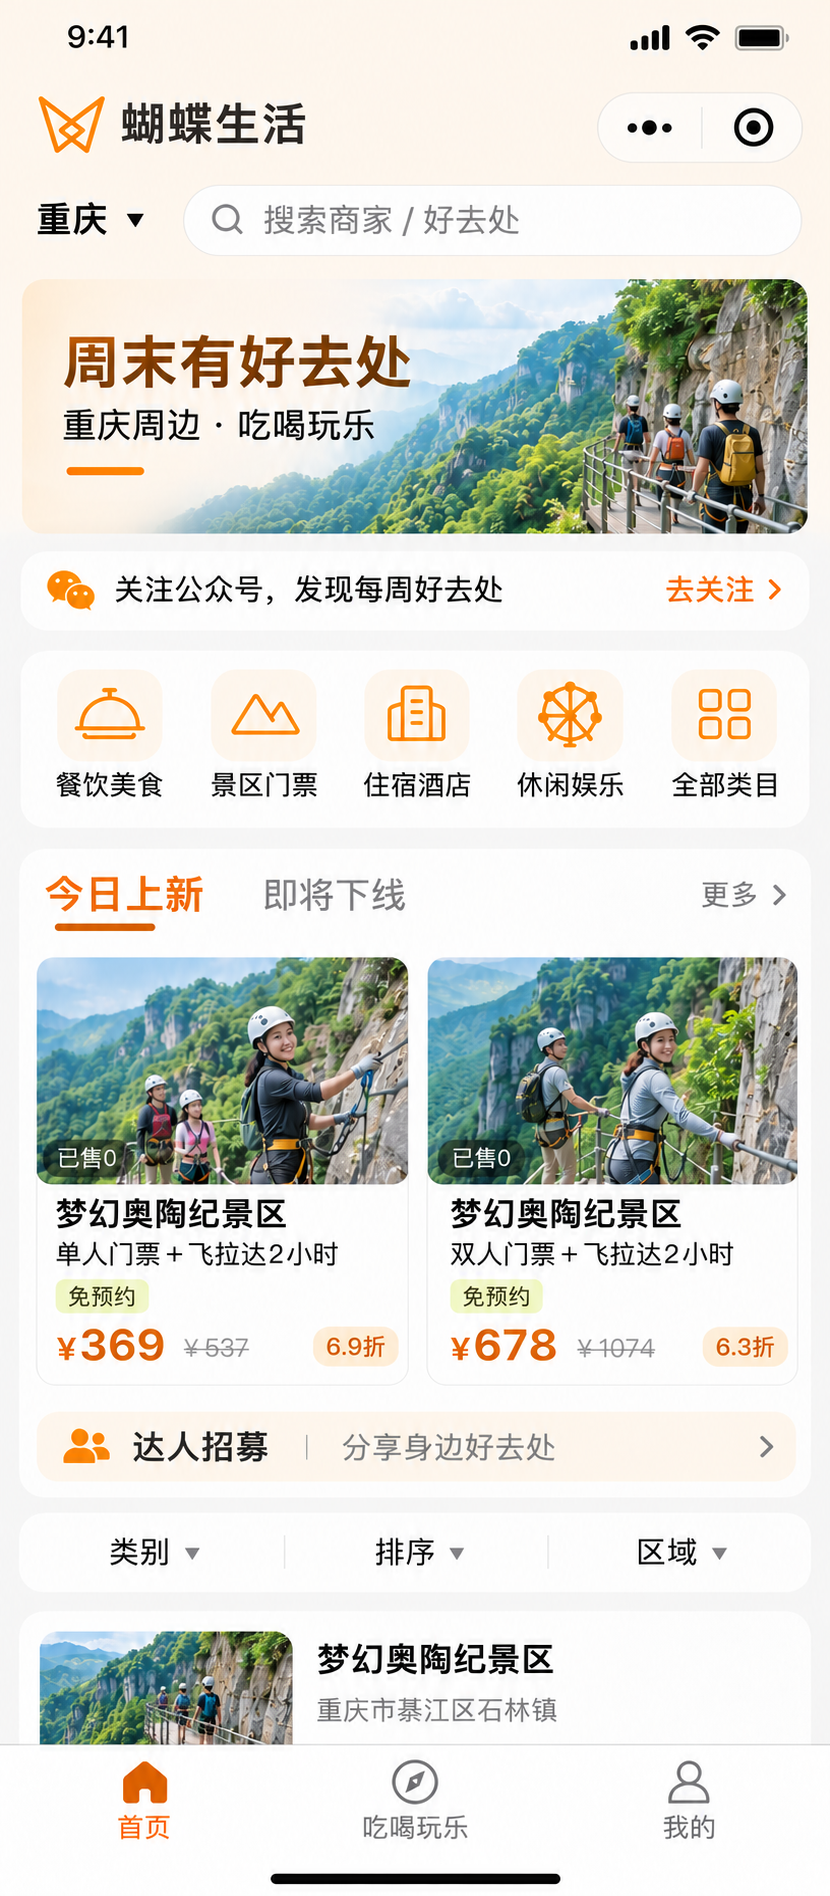 9:41
蝴蝶生活
重庆
搜索商家 / 好去处
周末有好去处
重庆周边 · 吃喝玩乐
关注公众号，发现每周好去处
去关注
餐饮美食 景区门票 住宿酒店 休闲娱乐 全部类目
今日上新 即将下线 更多
已售0
梦幻奥陶纪景区
单人门票+飞拉达2小时
免预约
¥369 ¥537 6.9折
已售0
梦幻奥陶纪景区
双人门票+飞拉达2小时
免预约
¥678 ¥1074 6.3折
达人招募 分享身边好去处
类别 排序 区域
梦幻奥陶纪景区
重庆市綦江区石林镇
首页 吃喝玩乐 我的